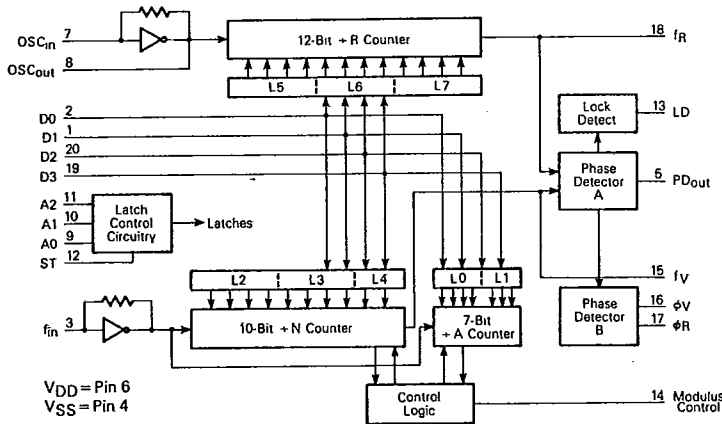 12-Bit ÷ R Counter
OSCin 7
OSCout 8
18 fR
L5 L6 L7
D0 2
D1 1
D2 20
D3 19
Lock
Detect
13 LD
Phase
Detector
A
5 PDout
A2 11
A1 10
A0 9
ST 12
Latch
Control
Circuitry
Latches
L2 L3 L4
L0 L1
15 fV
fin 3
10-Bit ÷ N Counter
7-Bit
÷ A Counter
Phase
Detector
B
16 ϕV
17 ϕR
VDD = Pin 6
VSS = Pin 4
Control
Logic
14 Modulus
Control